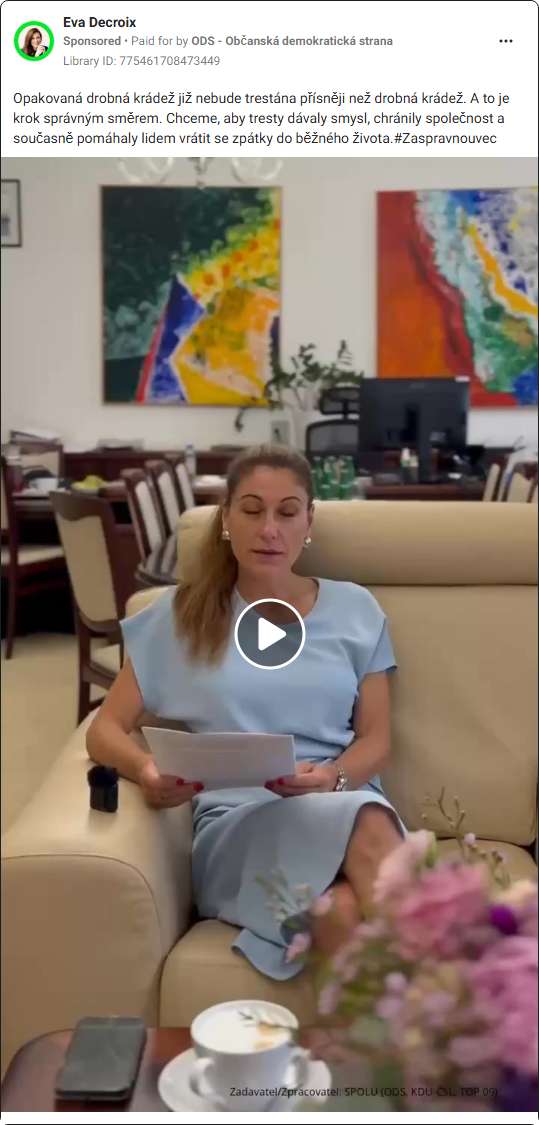 Eva Decroix
Sponsored • Paid for by ODS - Občanská demokratická strana
Library ID: 775461708473449
Opakovaná drobná krádež již nebude trestána přísněji než drobná krádež. A to je
krok správným směrem. Chceme, aby tresty dávaly smysl, chránily společnost a
současně pomáhaly lidem vrátit se zpátky do běžného života.#Zaspravnouvec
Zadavatel/Zpracovatel: SPOLU (ODS, KDU-ČSL, TOP 09)